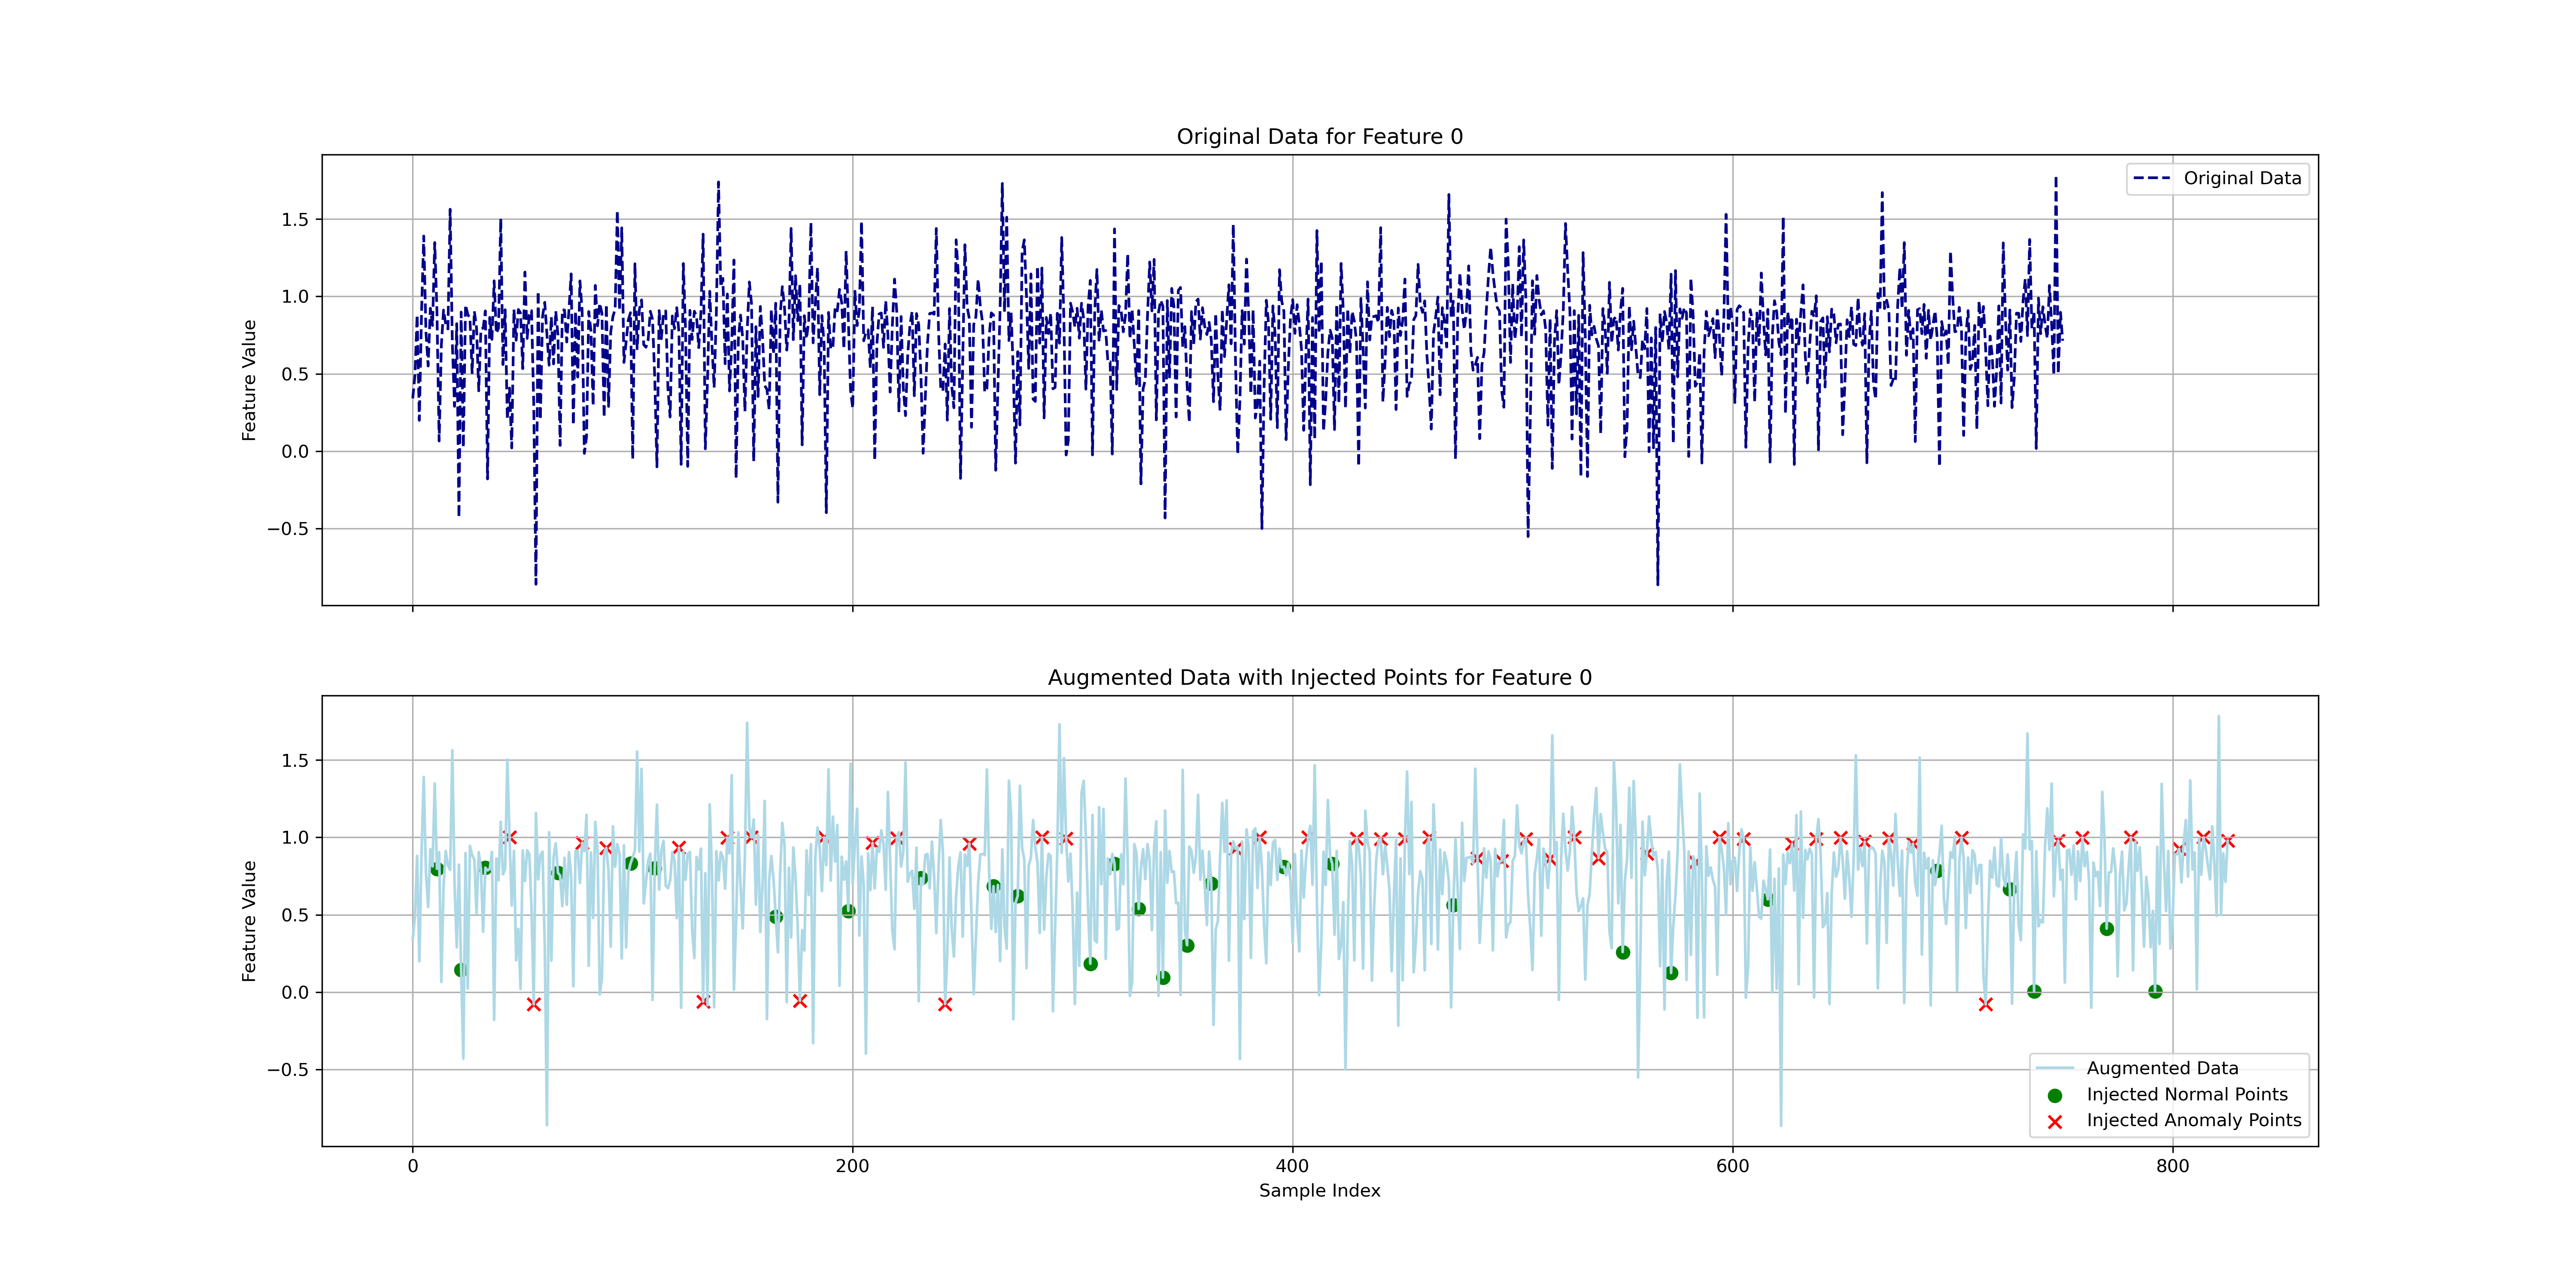 Original Data for Feature 0
Original Data
1.5
1.0
0.5
0.0
−0.5
Feature Value
Augmented Data with Injected Points for Feature 0
1.5
1.0
0.5
0.0
−0.5
Feature Value
Augmented Data
Injected Normal Points
Injected Anomaly Points
0 200 400 600 800
Sample Index